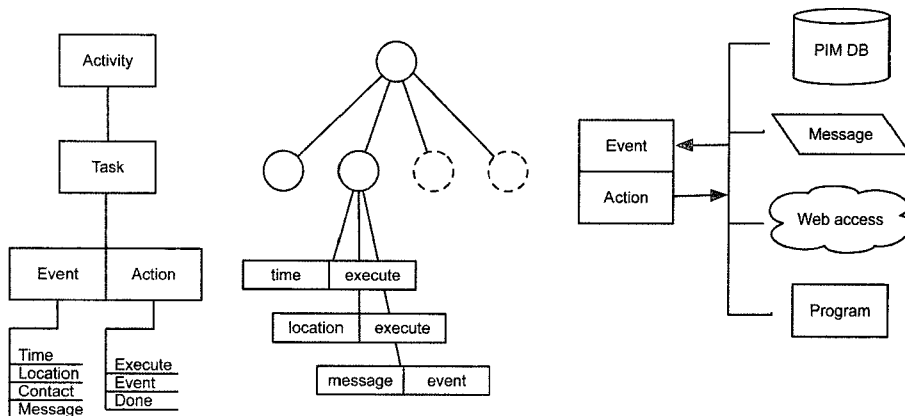 Activity
Task
Event Action
Time
Location
Contact
Message
Execute
Event
Done
time execute
location execute
message event
Event
Action
PIM DB
Message
Web access
Program